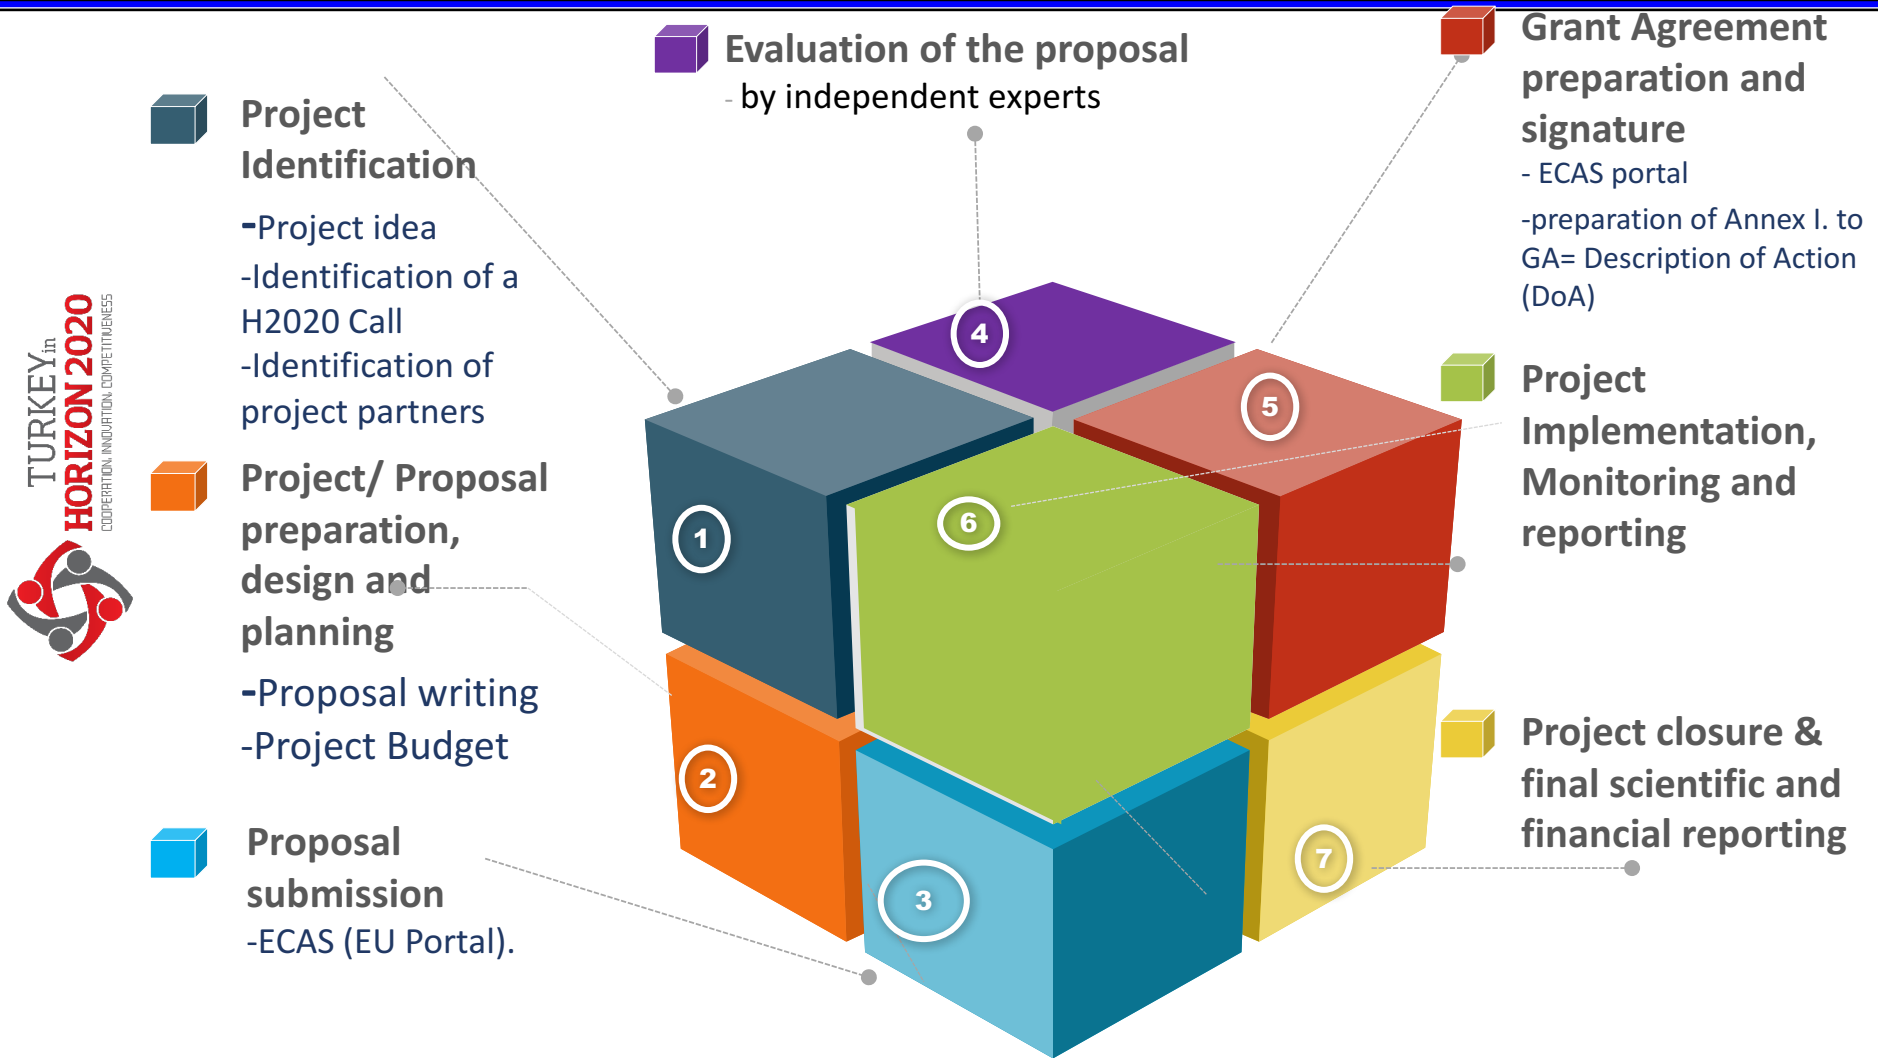 Evaluation of the proposal
- by independent experts
Grant Agreement
preparation and
signature
- ECAS portal
-preparation of Annex I. to
GA= Description of Action
(DoA)
Project
Identification
-Project idea
-Identification of a
H2020 Call
-Identification of
project partners
Project/ Proposal
preparation,
design and
planning
-Proposal writing
-Project Budget
Proposal
submission
-ECAS (EU Portal).
Project
Implementation,
Monitoring and
reporting
Project closure &
final scientific and
financial reporting
4
5
1
6
2
3
7
TURKEY in
HORIZON 2020
COOPERATION, INNOVATION, COMPETITIVENESS